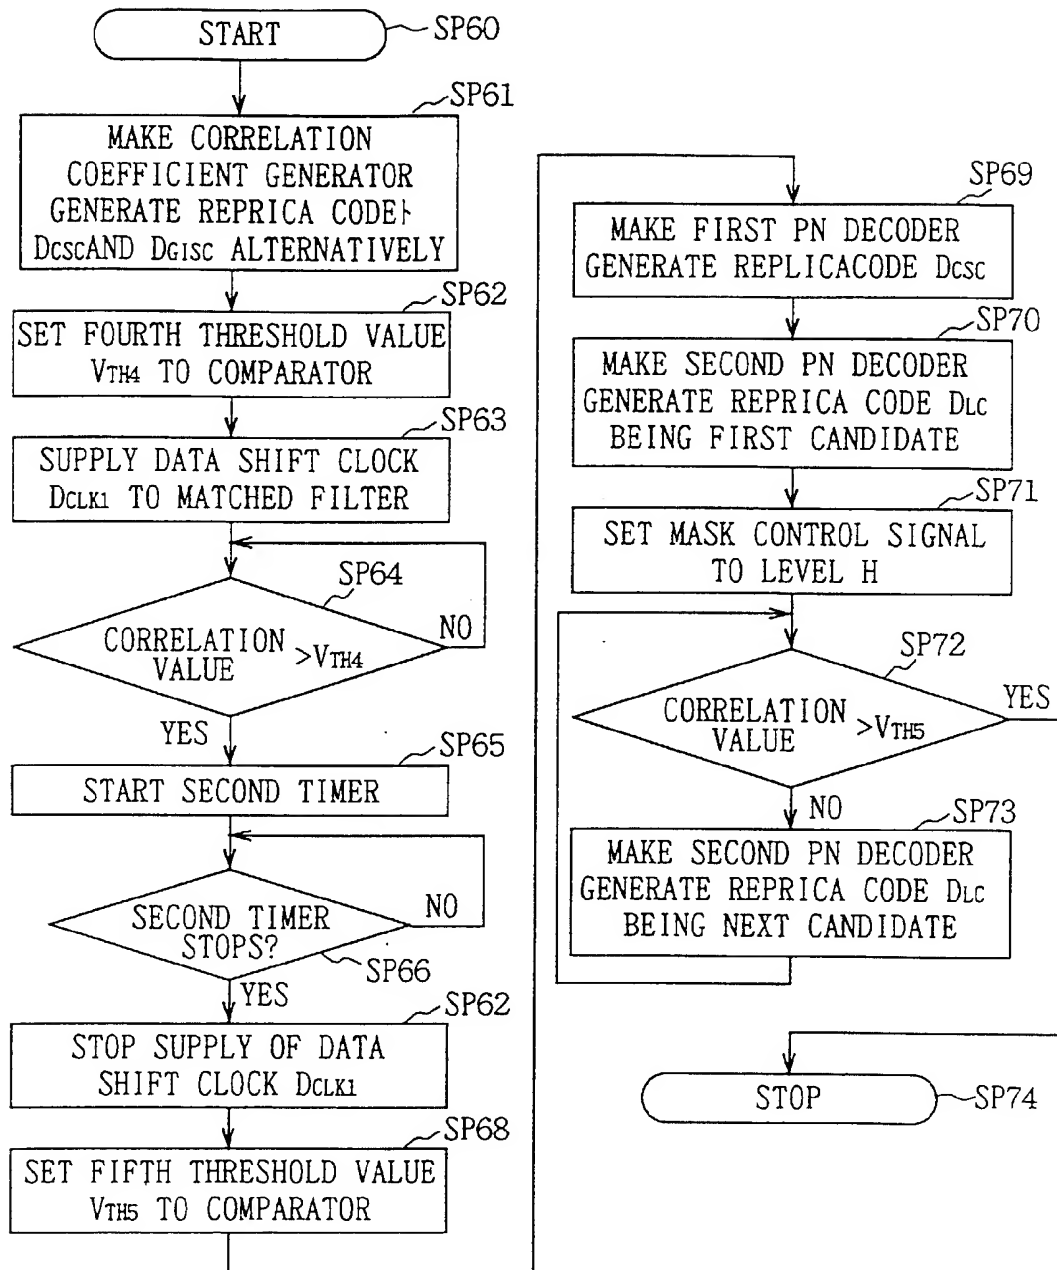 START
SP60
SP61
MAKE CORRELATION
COEFFICIENT GENERATOR
GENERATE REPRICA CODE
DCSCAND DG1SC ALTERNATIVELY
SP62
SET FOURTH THRESHOLD VALUE
VTH4 TO COMPARATOR
SP63
SUPPLY DATA SHIFT CLOCK
DCLK1 TO MATCHED FILTER
SP64
CORRELATION
VALUE >VTH4
NO
YES
SP65
START SECOND TIMER
SECOND TIMER
STOPS?
NO
SP66
YES
SP62
STOP SUPPLY OF DATA
SHIFT CLOCK DCLK1
SP68
SET FIFTH THRESHOLD VALUE
VTH5 TO COMPARATOR
SP69
MAKE FIRST PN DECODER
GENERATE REPLICACODE DCSC
SP70
MAKE SECOND PN DECODER
GENERATE REPRICA CODE DLC
BEING FIRST CANDIDATE
SP71
SET MASK CONTROL SIGNAL
TO LEVEL H
SP72
CORRELATION
VALUE >VTH5
YES
NO
SP73
MAKE SECOND PN DECODER
GENERATE REPRICA CODE DLC
BEING NEXT CANDIDATE
STOP
SP74